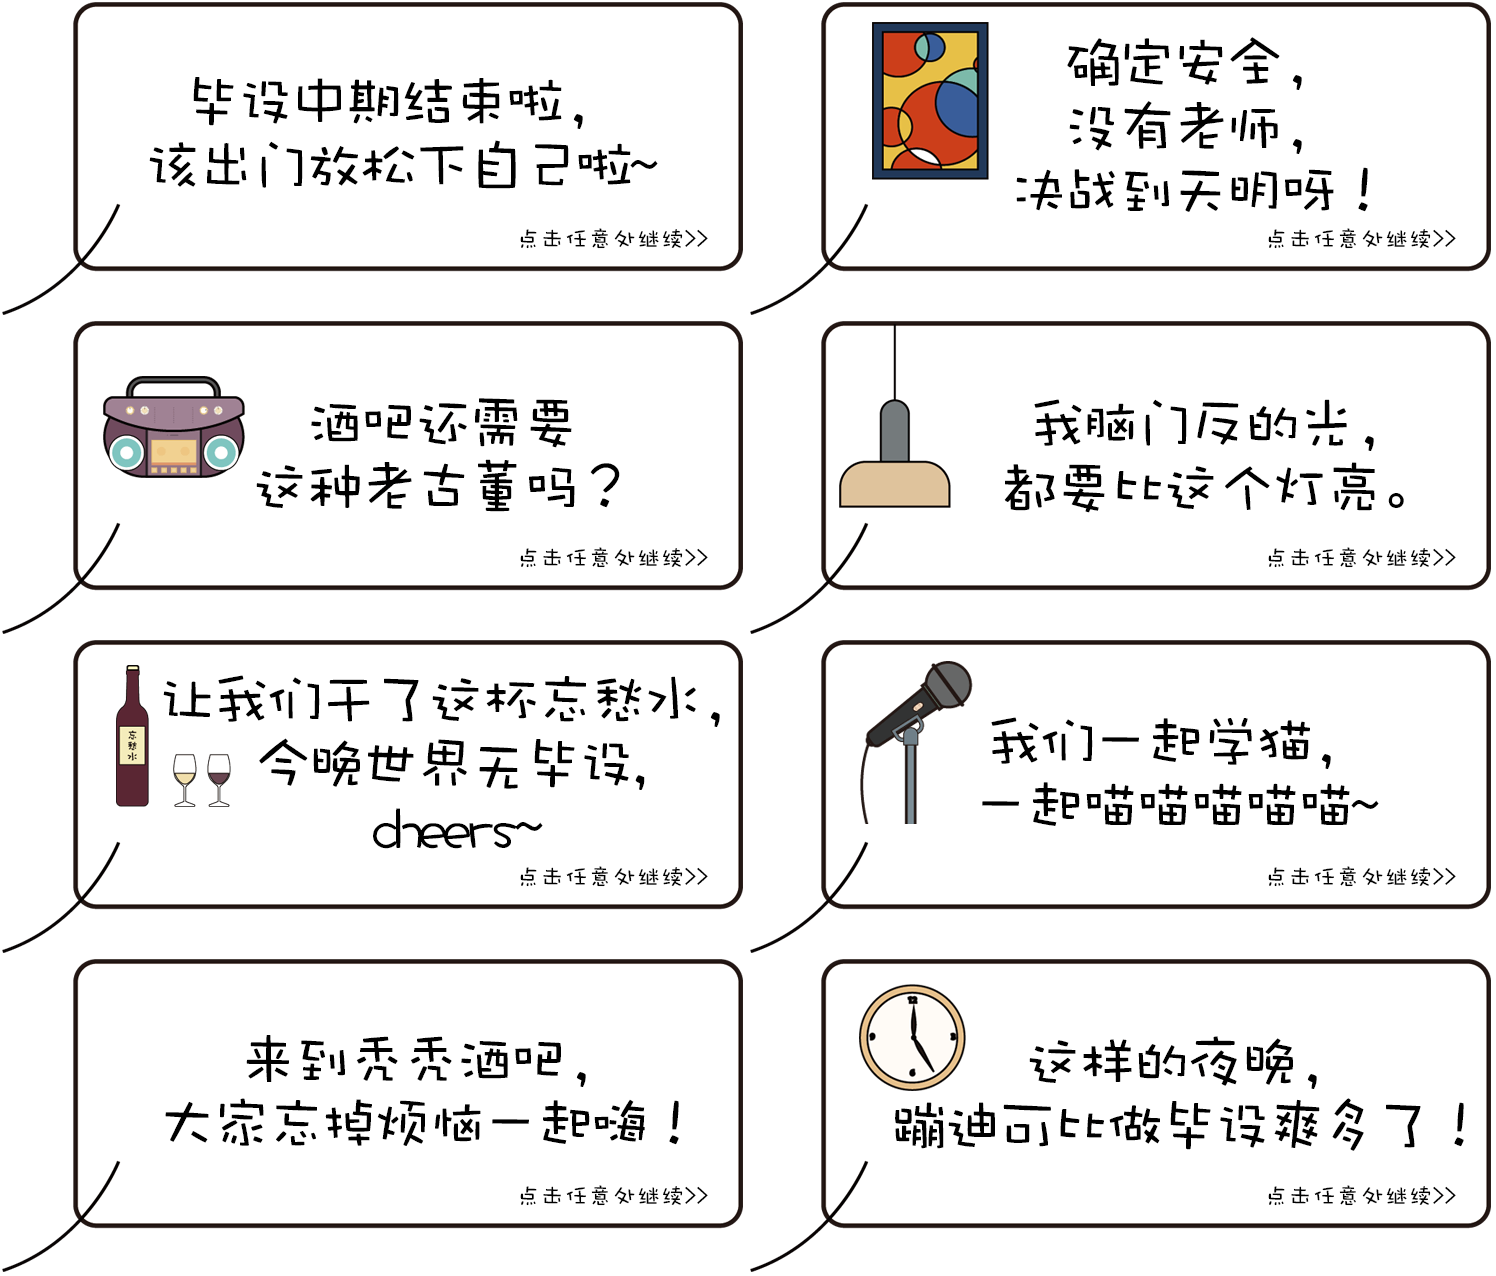 毕设中期结束啦，
该出门放松下自己啦~
点击任意处继续>>
确定安全，
没有老师，
决战到天明呀！
点击任意处继续>>
酒吧还需要
这种老古董吗？
点击任意处继续>>
我脑门反的光，
都要比这个灯亮。
点击任意处继续>>
让我们干了这杯忘愁水，
今晚世界无毕设，
cheers~
忘愁水
点击任意处继续>>
我们一起学猫，
一起喵喵喵喵喵~
点击任意处继续>>
来到秃秃酒吧，
大家忘掉烦恼一起嗨！
点击任意处继续>>
12
3
6
9
这样的夜晚，
蹦迪可比做毕设爽多了！
点击任意处继续>>